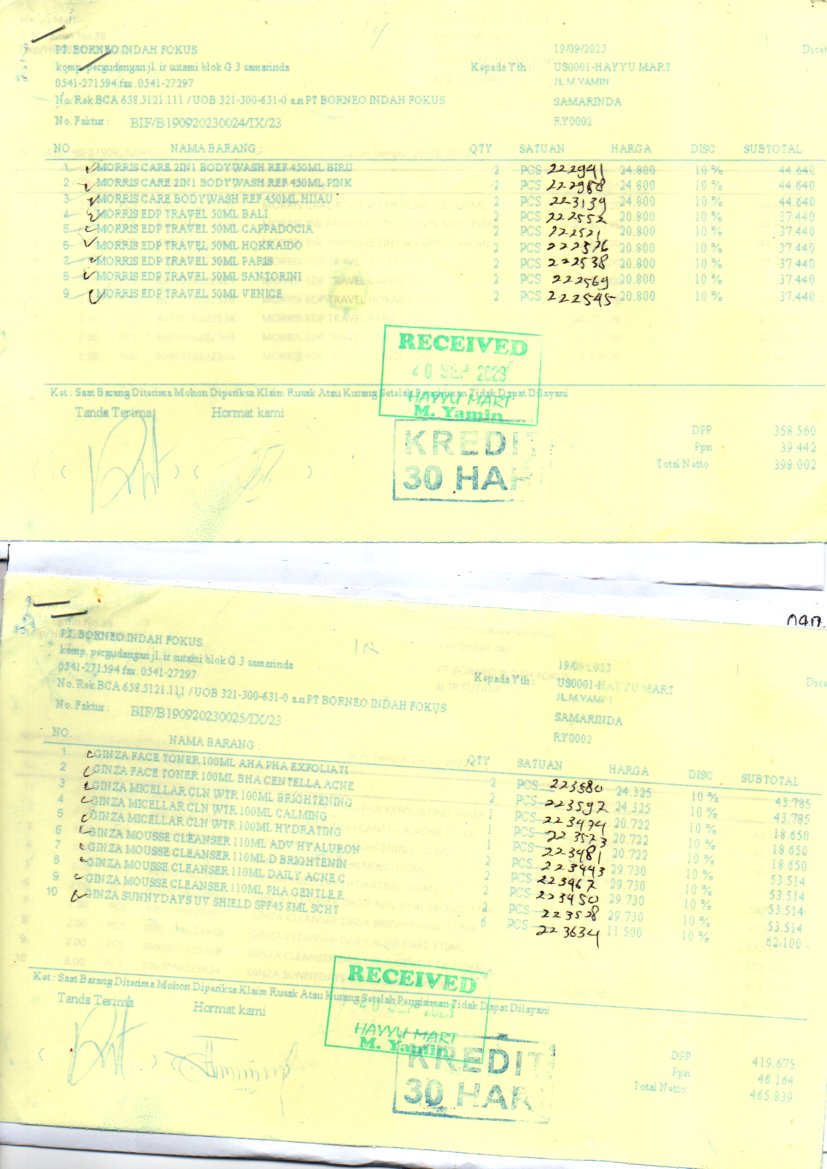 PT. BORNEO INDAH FOKUS 19/09/2023
komp. pergudangan jl. ir sutami blok G 3 samarinda Kepada Yth : US0001-HAYYU MART
0541-271594 fax. 0541-27297 JL.M.YAMIN
No. Rek BCA 658.5121.111 / UOB 321-300-631-0 a.n PT BORNEO INDAH FOKUS SAMARINDA
No. Faktur : BIF/B190920230024/IX/23 RY0002
NO. NAMA BARANG : QTY SATUAN HARGA DISC SUBTOTAL
1 MORRIS CARE 2IN1 BODYWASH REF 450ML BIRU 2 PCS 222941 24.800 10 % 44.640
2 MORRIS CARE 2IN1 BODYWASH REF 450ML PINK 2 PCS 222958 24.800 10 % 44.640
3 MORRIS CARE BODYWASH REF 450ML HIJAU 2 PCS 223139 24.800 10 % 44.640
4 MORRIS EDP TRAVEL 50ML BALI 2 PCS 222552 20.800 10 % 37.440
5 MORRIS EDP TRAVEL 50ML CAPPADOCIA 2 PCS 222521 20.800 10 % 37.440
6 MORRIS EDP TRAVEL 50ML HOKKAIDO 2 PCS 222576 20.800 10 % 37.440
7 MORRIS EDP TRAVEL 50ML PARIS 2 PCS 222538 20.800 10 % 37.440
8 MORRIS EDP TRAVEL 50ML SANTORINI 2 PCS 222569 20.800 10 % 37.440
9 MORRIS EDP TRAVEL 50ML VENICE 2 PCS 222545 20.800 10 % 37.440
RECEIVED
20 SEP 2023
HAYYU MART
M. Yamin
Ket : Saat Barang Diterima Mohon Diperiksa Klaim Rusak Atau Kurang Setelah Pengiriman Tidak Dapat Dilayani
Tanda Terima Hormat kami
KREDIT
30 HARI
DPP 358.560
Ppn 39.442
Total Netto 398.002
PT. BORNEO INDAH FOKUS 19/09/2023
komp. pergudangan jl. ir sutami blok G 3 samarinda Kepada Yth : US0001-HAYYU MART
0541-271594 fax. 0541-27297 JL.M.YAMIN
No. Rek BCA 658.5121.111 / UOB 321-300-631-0 a.n PT BORNEO INDAH FOKUS SAMARINDA
No. Faktur : BIF/B190920230025/IX/23 RY0002
NO. NAMA BARANG : QTY SATUAN HARGA DISC SUBTOTAL
1 GINZA FACE TONER 100ML AHA PHA EXFOLIATI 2 PCS 223580 24.325 10 % 43.785
2 GINZA FACE TONER 100ML BHA CENTELLA ACNE 2 PCS 223597 24.325 10 % 43.785
3 GINZA MICELLAR CLN WTR 100ML BRIGHTENING 1 PCS 223474 20.722 10 % 18.650
4 GINZA MICELLAR CLN WTR 100ML CALMING 1 PCS 223573 20.722 10 % 18.650
5 GINZA MICELLAR CLN WTR 100ML HYDRATING 1 PCS 223481 20.722 10 % 18.650
6 GINZA MOUSSE CLEANSER 110ML ADV HYALURON 2 PCS 223443 29.730 10 % 53.514
7 GINZA MOUSSE CLEANSER 110ML D BRIGHTENIN 2 PCS 223467 29.730 10 % 53.514
8 GINZA MOUSSE CLEANSER 110ML DAILY ACNE C 2 PCS 223450 29.730 10 % 53.514
9 GINZA MOUSSE CLEANSER 110ML PHA GENTLE E 2 PCS 223528 29.730 10 % 53.514
10 GINZA SUNNYDAYS UV SHIELD SPF45 8ML SCHT 6 PCS 223634 11.500 10 % 62.100
RECEIVED
20 SEP 2023
HAYYU MART
M. Yamin
Ket : Saat Barang Diterima Mohon Diperiksa Klaim Rusak Atau Kurang Setelah Pengiriman Tidak Dapat Dilayani
Tanda Terima Hormat kami
KREDIT
30 HARI
DPP 419.675
Ppn 46.164
Total Netto 465.839